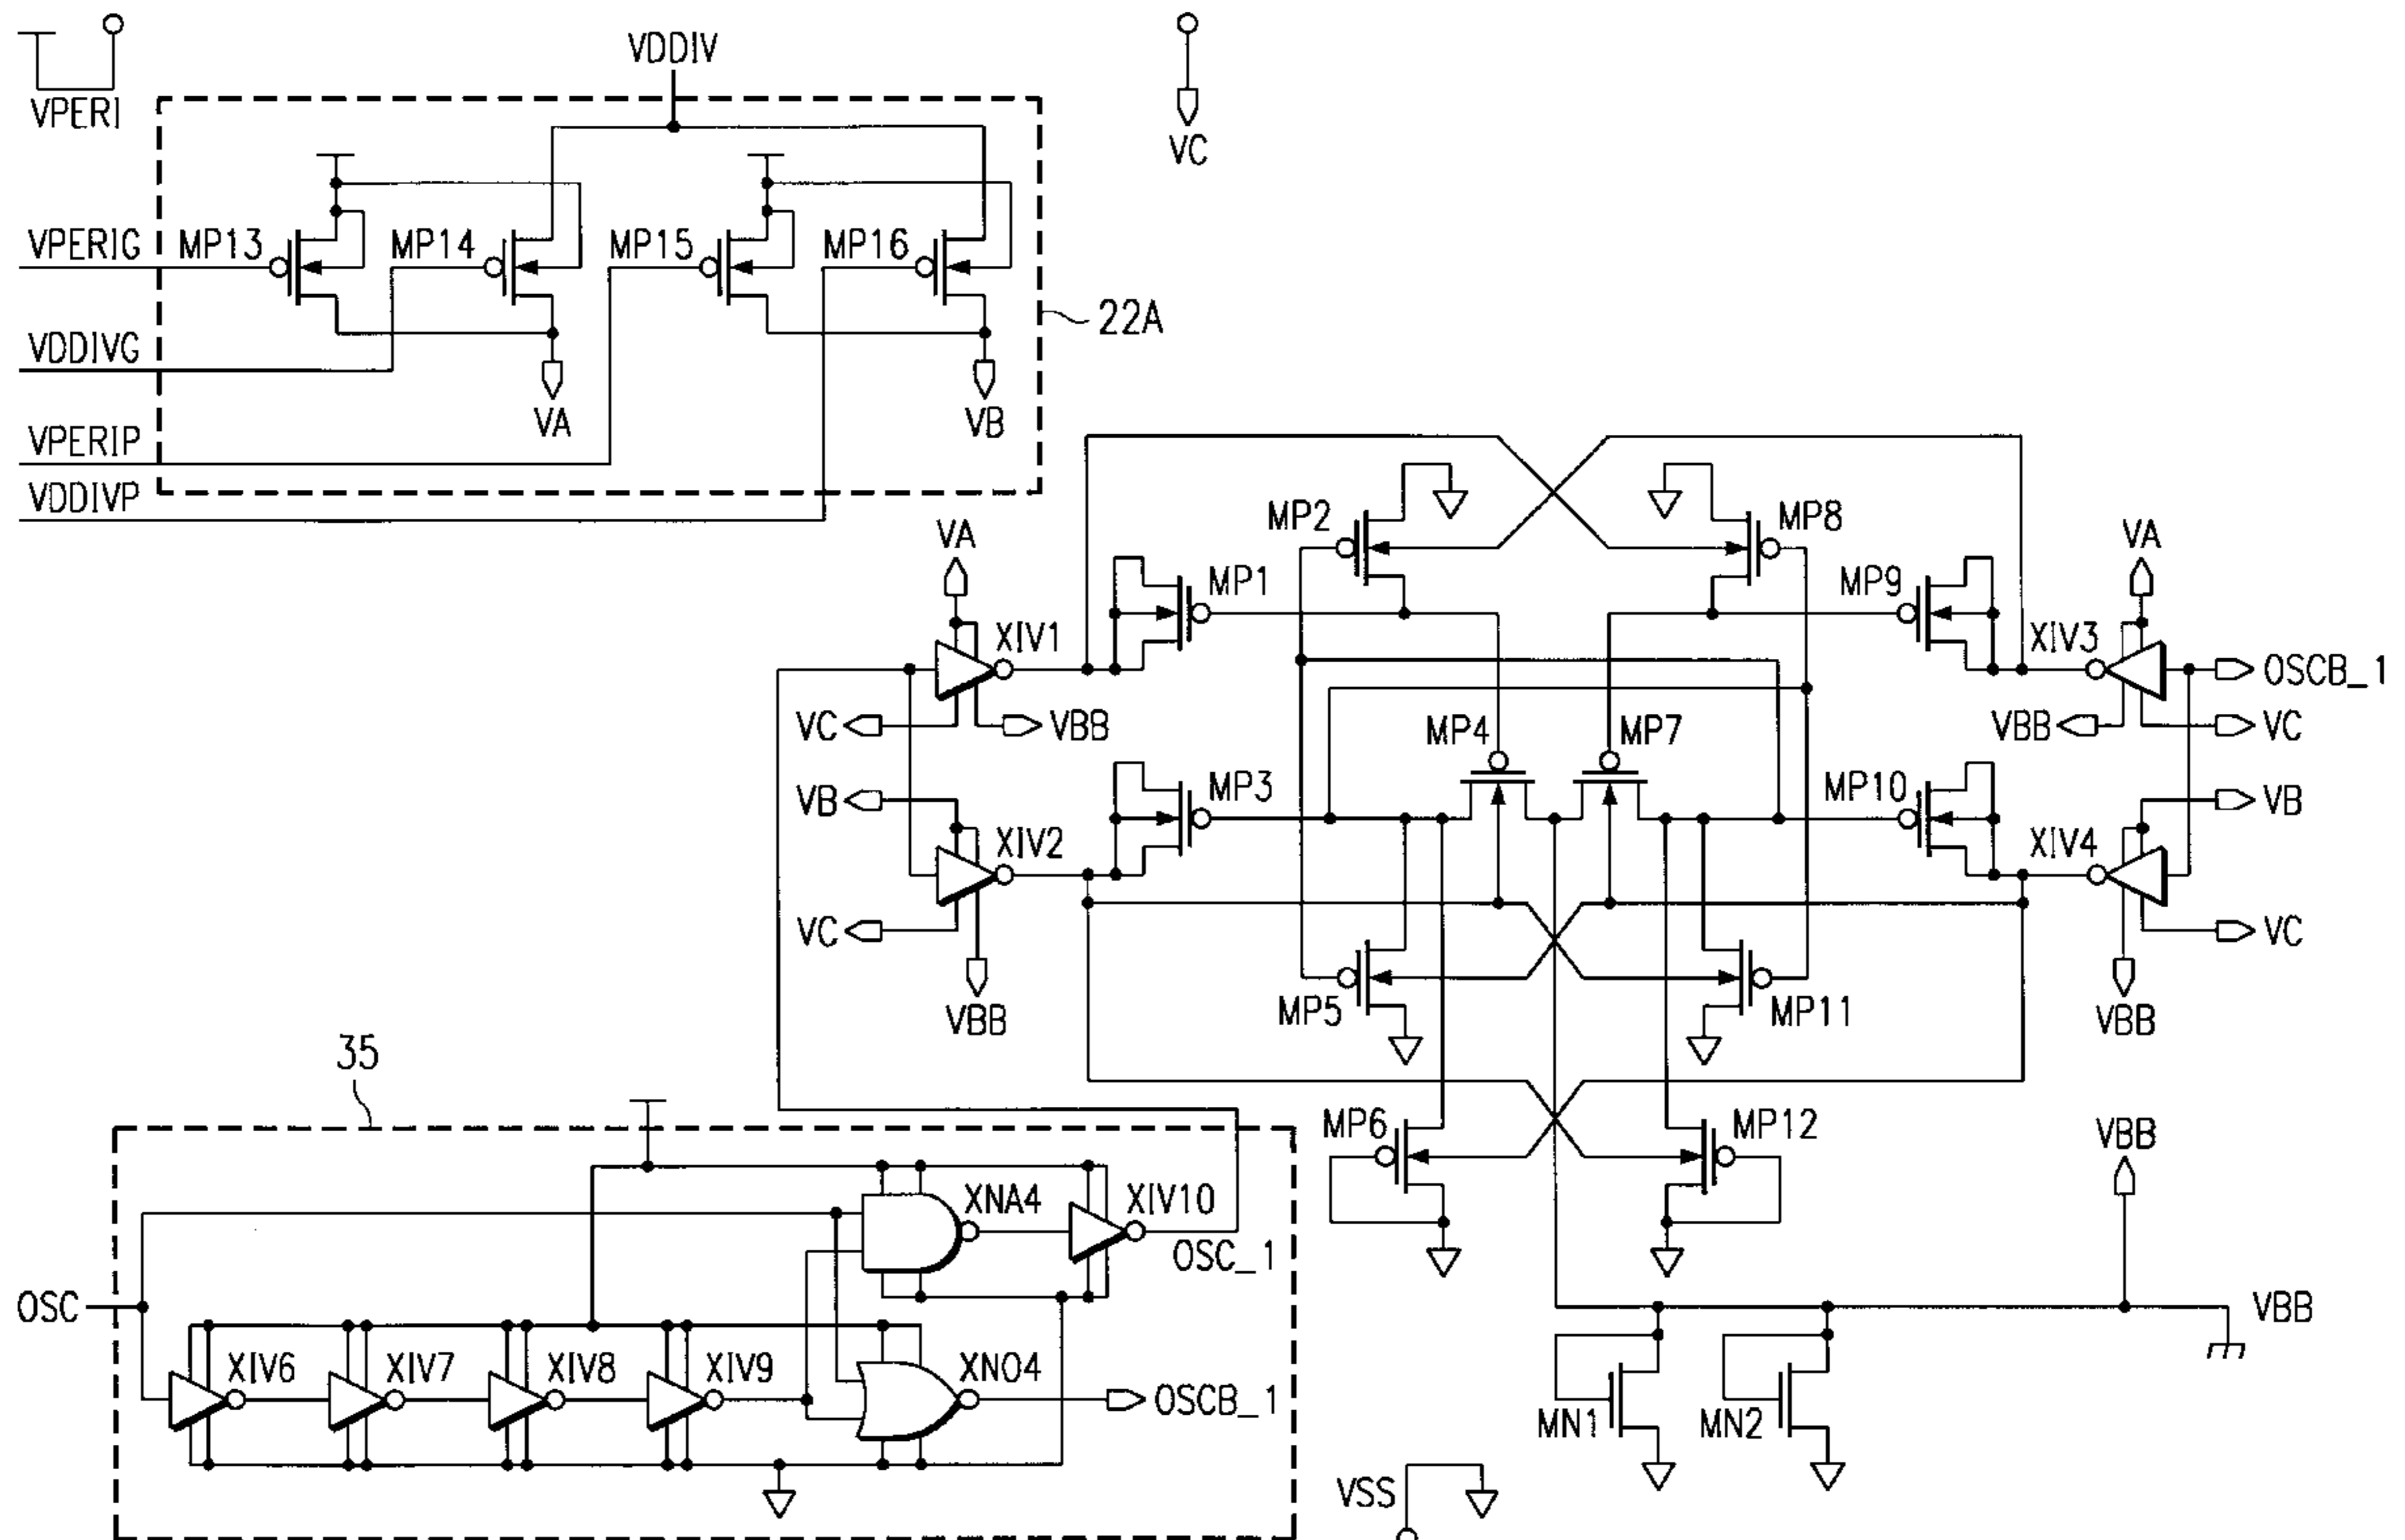 VPERI
VDDIV
VC
VPERIG
MP13
MP14
MP15
MP16
22A
VDDIVG
VA
VB
VPERIP
VDDIVP
VA
MP2
MP8
VA
MP1
MP9
XIV1
XIV3
OSCB_1
VC
VBB
MP4
MP7
VBB
VC
VB
MP3
MP10
VB
XIV2
XIV4
VC
VC
VBB
MP5
MP11
VBB
35
MP6
MP12
VBB
XNA4
XIV10
OSC_1
OSC
VBB
XIV6
XIV7
XIV8
XIV9
XNO4
OSCB_1
MN1
MN2
VSS